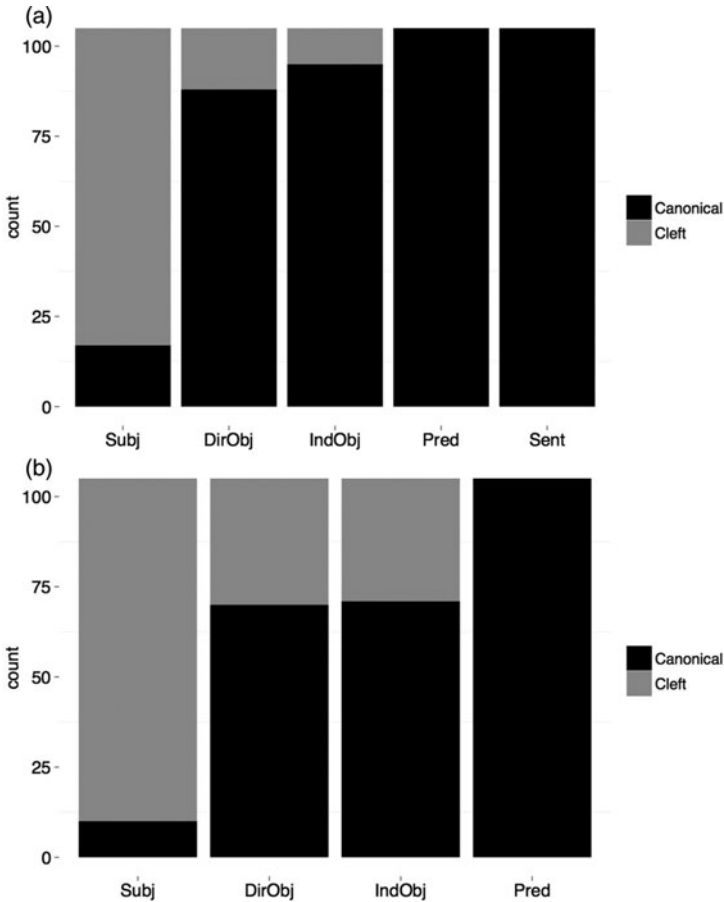 (a)
100
75
50
25
0
count
Subj DirObj IndObj Pred Sent
Canonical
Cleft
(b)
100
75
50
25
0
count
Subj DirObj IndObj Pred
Canonical
Cleft